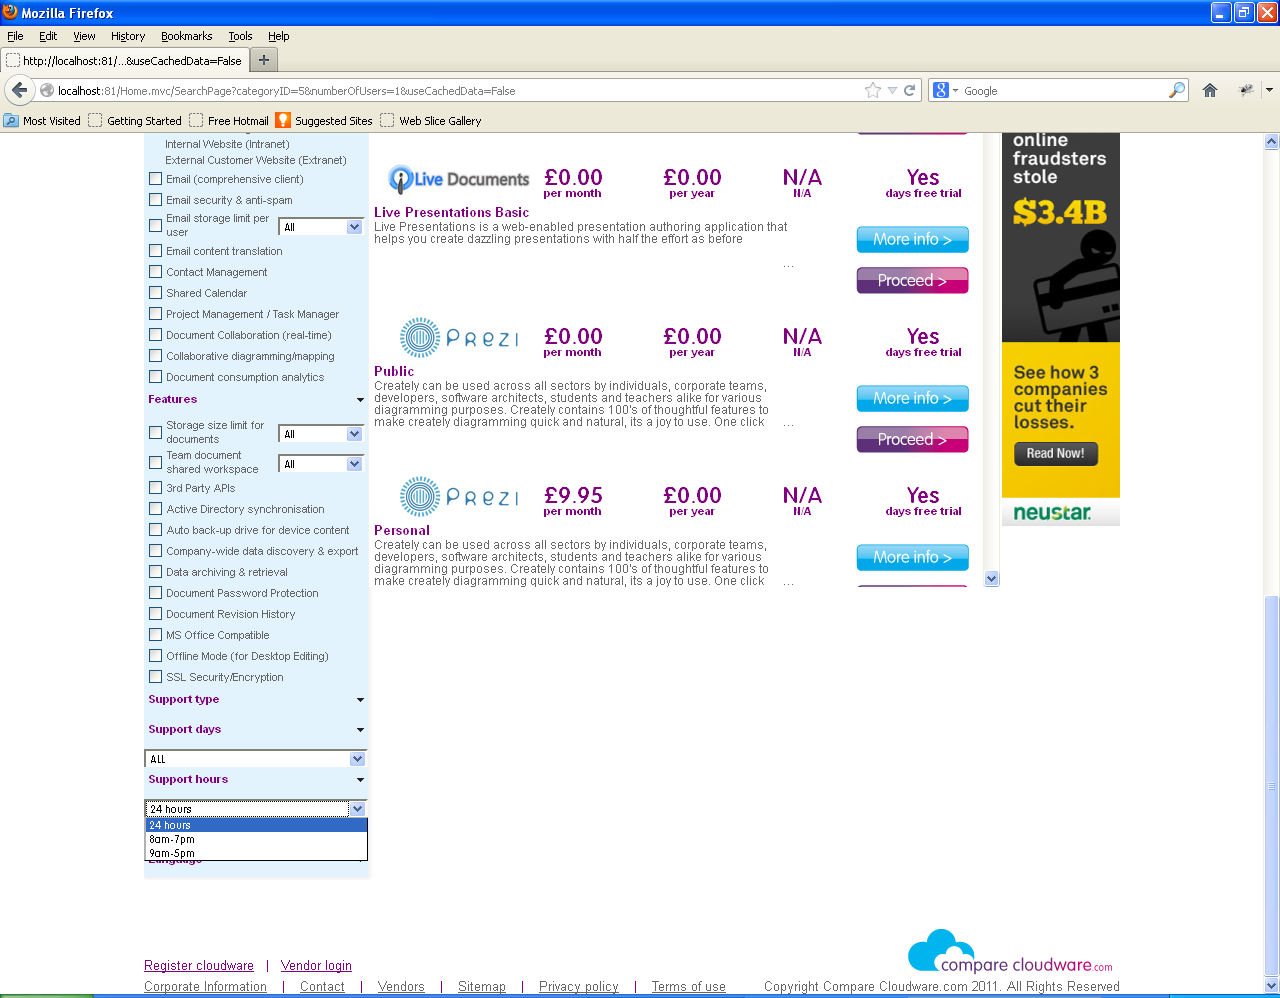 Mozilla Firefox
File Edit View History Bookmarks Tools Help
http://localhost:81/...&useCachedData=False
localhost:81/Home.mvc/SearchPage?categoryID=5&numberOfUsers=1&useCachedData=False
Google
Most Visited Getting Started Free Hotmail Suggested Sites Web Slice Gallery
Internal Website (Intranet)
External Customer Website (Extranet)
Email (comprehensive client)
Email security & anti-spam
Email storage limit per user
All
Email content translation
Contact Management
Shared Calendar
Project Management / Task Manager
Document Collaboration (real-time)
Collaborative diagramming/mapping
Document consumption analytics
Features
Storage size limit for documents
All
Team document shared workspace
All
3rd Party APIs
Active Directory synchronisation
Auto back-up drive for device content
Company-wide data discovery & export
Data archiving & retrieval
Document Password Protection
Document Revision History
MS Office Compatible
Offline Mode (for Desktop Editing)
SSL Security/Encryption
Support type
Support days
ALL
Support hours
24 hours
24 hours
8am-7pm
9am-5pm
Language
Live Documents
£0.00 per month
£0.00 per year
N/A N/A
Yes days free trial
Live Presentations Basic
Live Presentations is a web-enabled presentation authoring application that
helps you create dazzling presentations with half the effort as before
...
More info >
Proceed >
PREZI
£0.00 per month
£0.00 per year
N/A N/A
Yes days free trial
Public
Creately can be used across all sectors by individuals, corporate teams,
developers, software architects, students and teachers alike for various
diagramming purposes. Creately contains 100's of thoughtful features to
make creately diagramming quick and natural, its a joy to use. One click ...
More info >
Proceed >
PREZI
£9.95 per month
£0.00 per year
N/A N/A
Yes days free trial
Personal
Creately can be used across all sectors by individuals, corporate teams,
developers, software architects, students and teachers alike for various
diagramming purposes. Creately contains 100's of thoughtful features to
make creately diagramming quick and natural, its a joy to use. One click ...
More info >
online
fraudsters
stole
$3.4B
See how 3
companies
cut their
losses.
Read Now!
neustar.
compare cloudware.com
Register cloudware | Vendor login
Corporate Information | Contact | Vendors | Sitemap | Privacy policy | Terms of use
Copyright Compare Cloudware.com 2011. All Rights Reserved